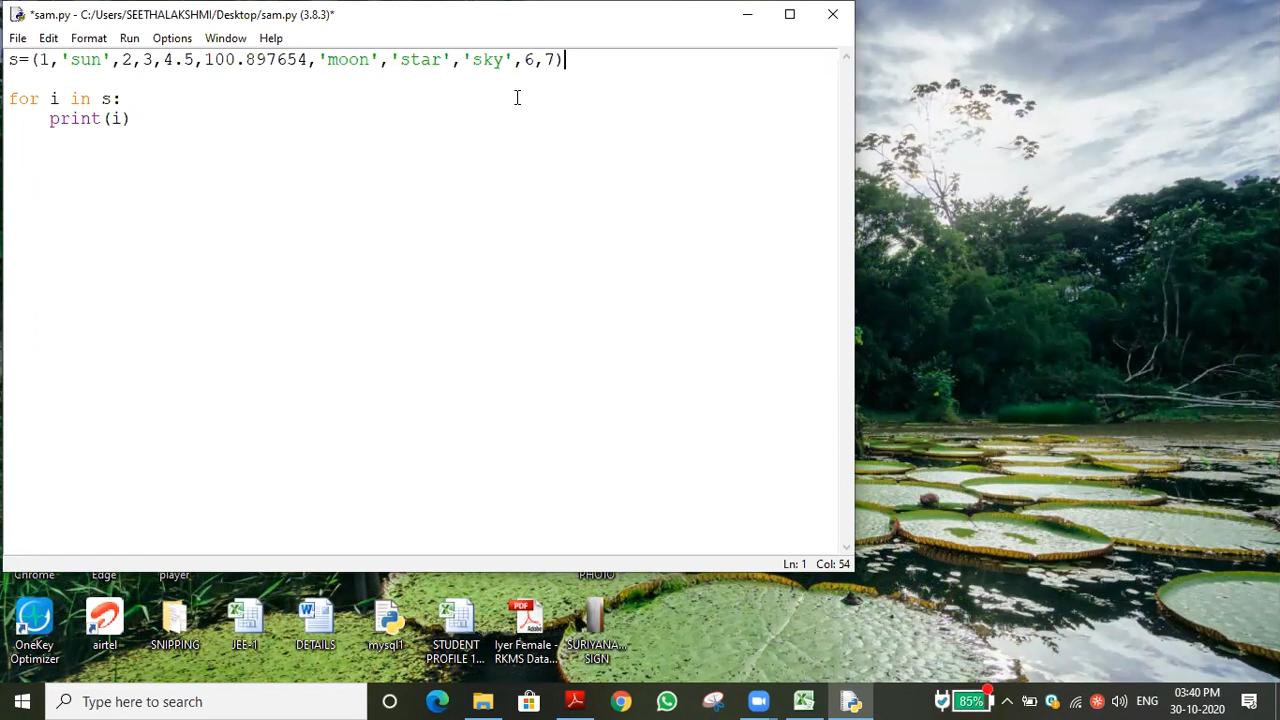 *sam.py - C:/Users/SEETHALAKSHMI/Desktop/sam.py (3.8.3)*
File Edit Format Run Options Window Help
s=(1,'sun',2,3,4.5,100.897654,'moon','star','sky',6,7)
for i in s:
    print(i)
Ln: 1 Col: 54
Chrome Edge player PHOTO
OneKey Optimizer
airtel
SNIPPING
JEE-1
DETAILS
mysql1
STUDENT PROFILE 1...
PDF
Adobe
Iyer Female - RKMS Data...
SURIYANA... SIGN
Type here to search
85%
ENG
03:40 PM
30-10-2020